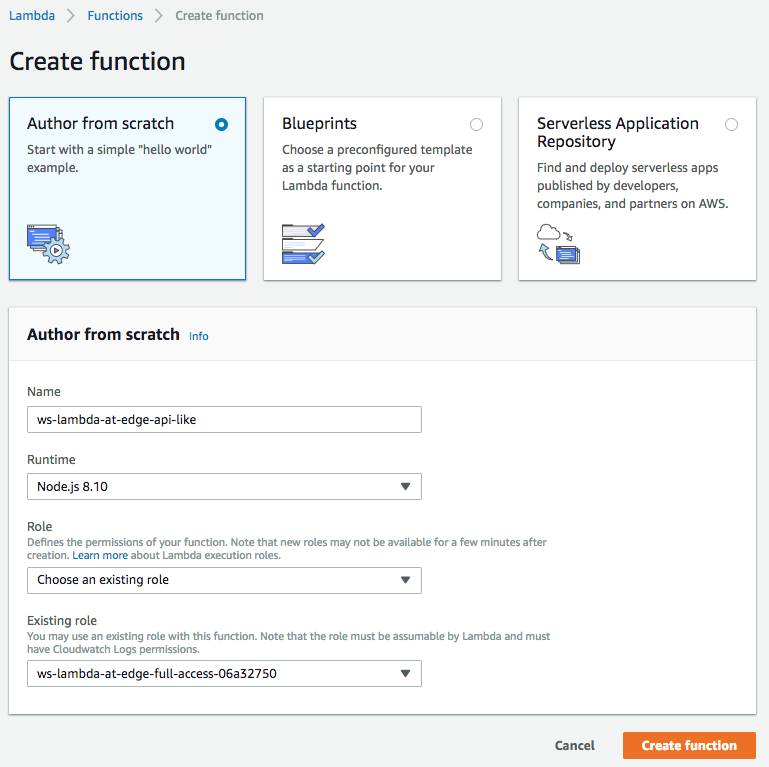 Lambda > Functions > Create function
Create function
Author from scratch
Start with a simple "hello world"
example.
Blueprints
Choose a preconfigured template
as a starting point for your
Lambda function.
Serverless Application
Repository
Find and deploy serverless apps
published by developers,
companies, and partners on AWS.
Author from scratch Info
Name
ws-lambda-at-edge-api-like
Runtime
Node.js 8.10
Role
Defines the permissions of your function. Note that new roles may not be available for a few minutes after
creation. Learn more about Lambda execution roles.
Choose an existing role
Existing role
You may use an existing role with this function. Note that the role must be assumable by Lambda and must
have Cloudwatch Logs permissions.
ws-lambda-at-edge-full-access-06a32750
Cancel Create function